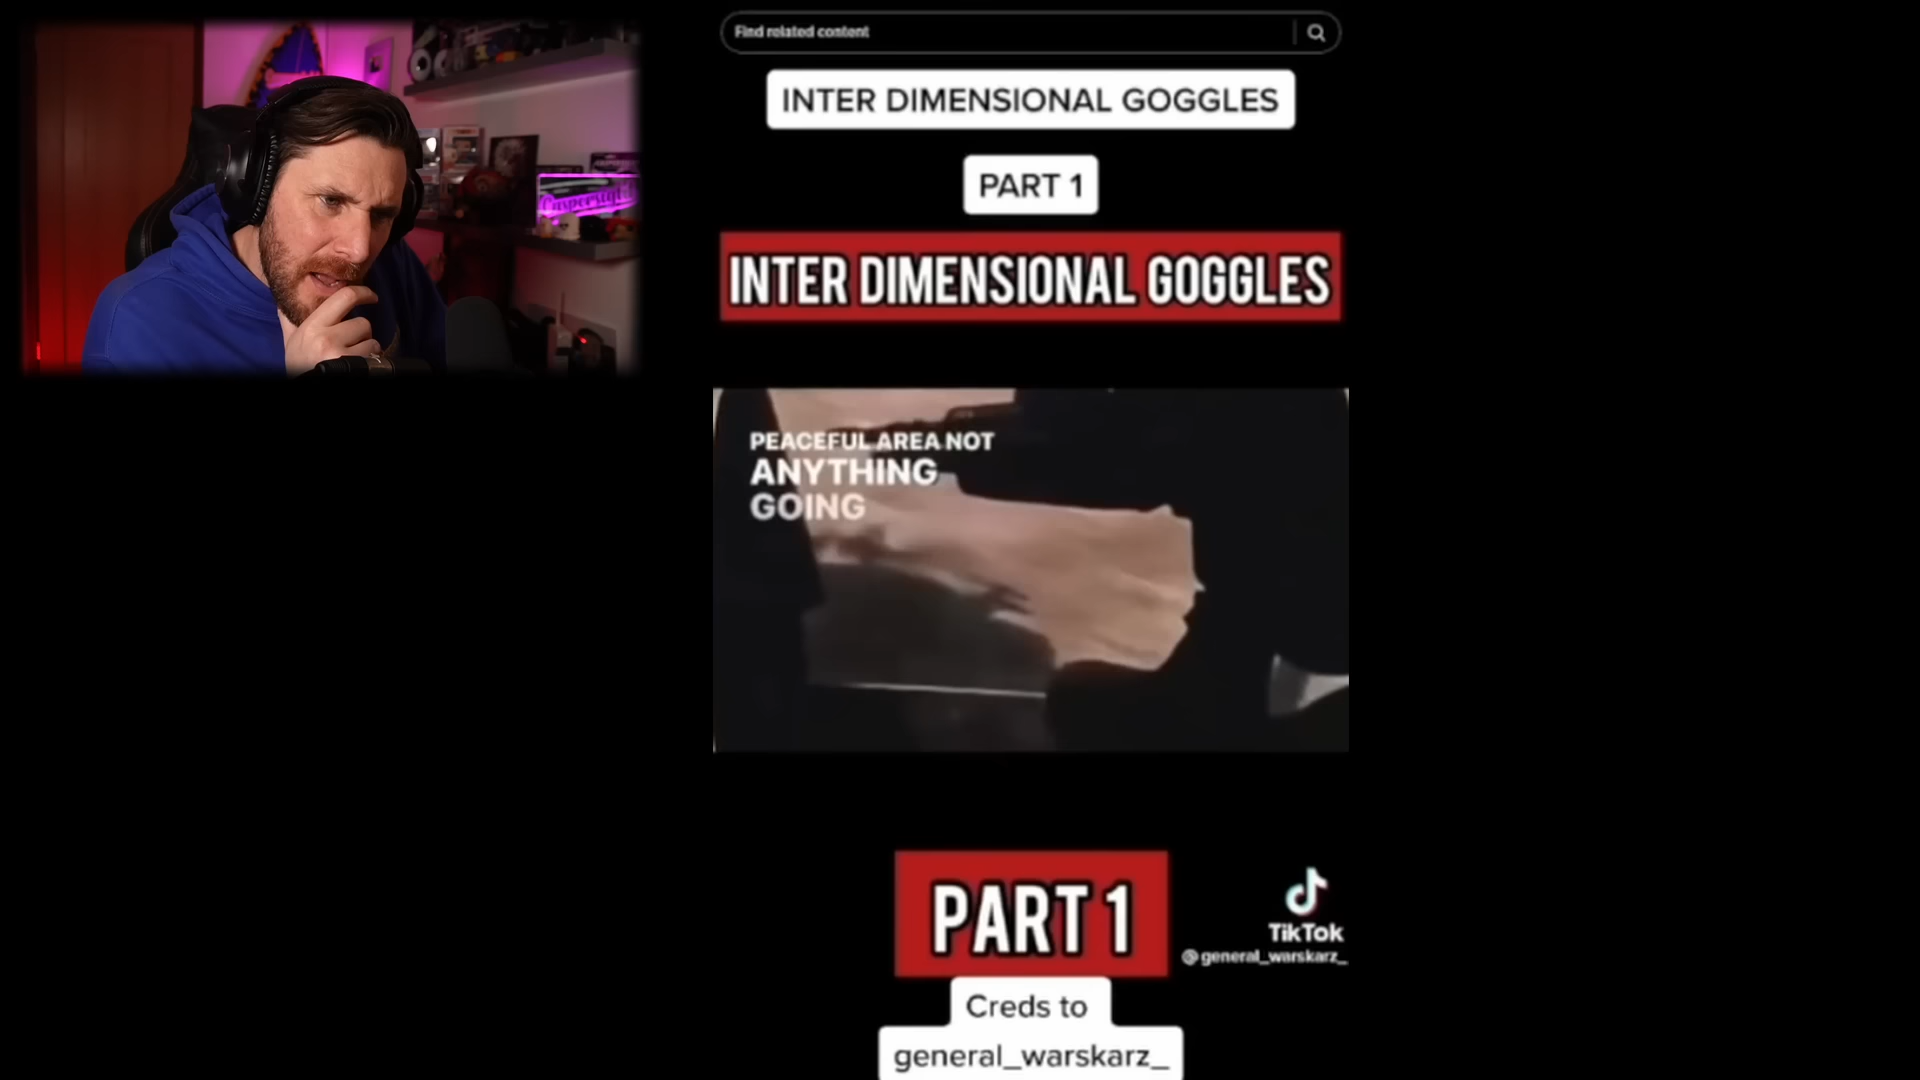 Find related content
INTER DIMENSIONAL GOGGLES
PART 1
INTER DIMENSIONAL GOGGLES
Caspersight
PEACEFUL AREA NOT
ANYTHING
GOING
PART 1
TikTok
@general_warskarz_
Creds to
general_warskarz_